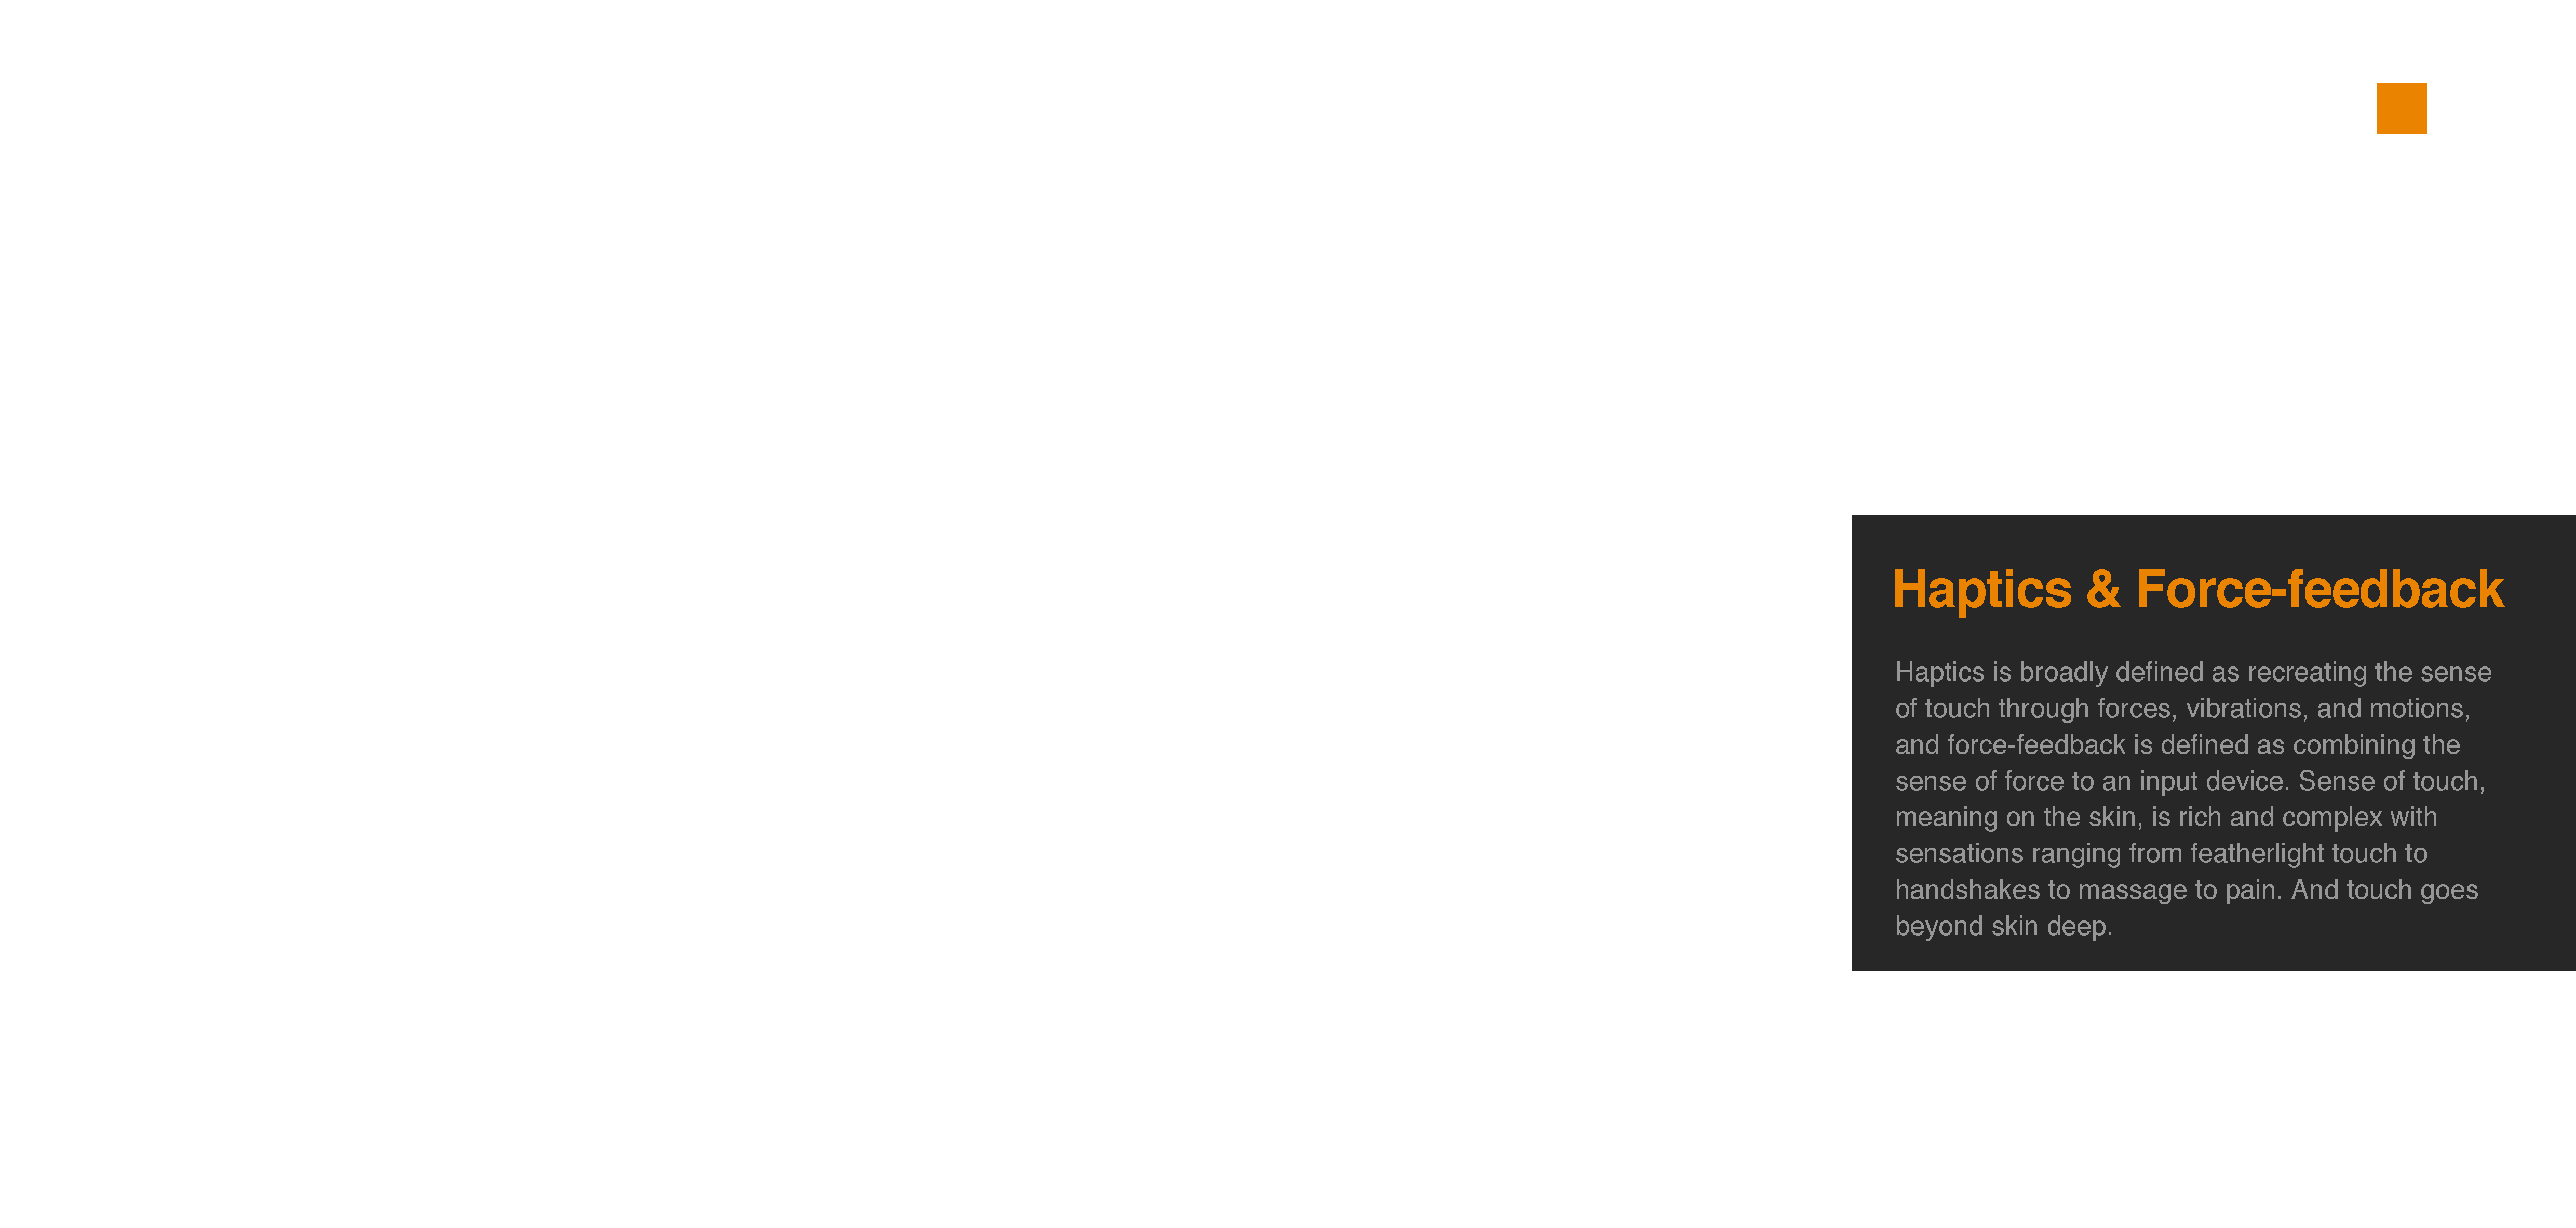 Haptics & Force-feedback
Haptics is broadly defined as recreating the sense
of touch through forces, vibrations, and motions,
and force-feedback is defined as combining the
sense of force to an input device. Sense of touch,
meaning on the skin, is rich and complex with
sensations ranging from featherlight touch to
handshakes to massage to pain. And touch goes
beyond skin deep.